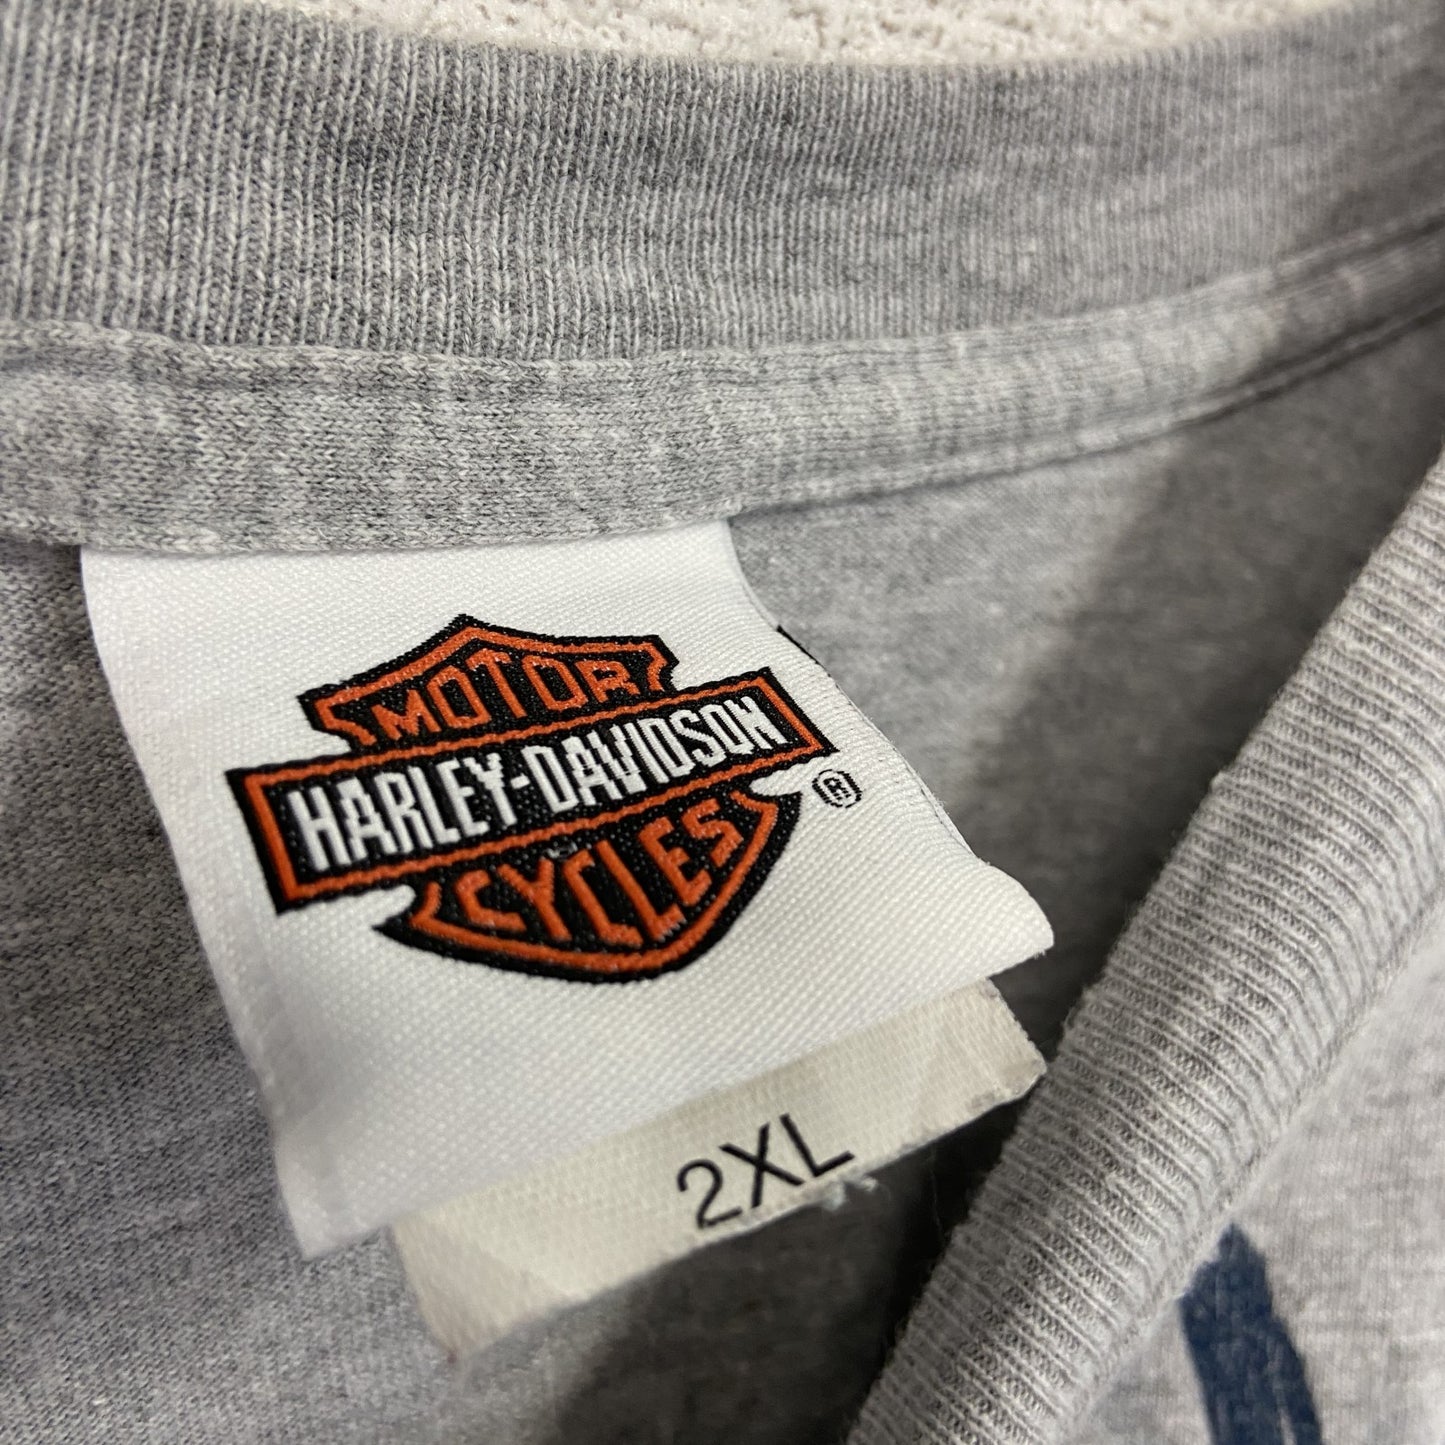 MOTOR
HARLEY-DAVIDSON
CYCLES
®
2XL